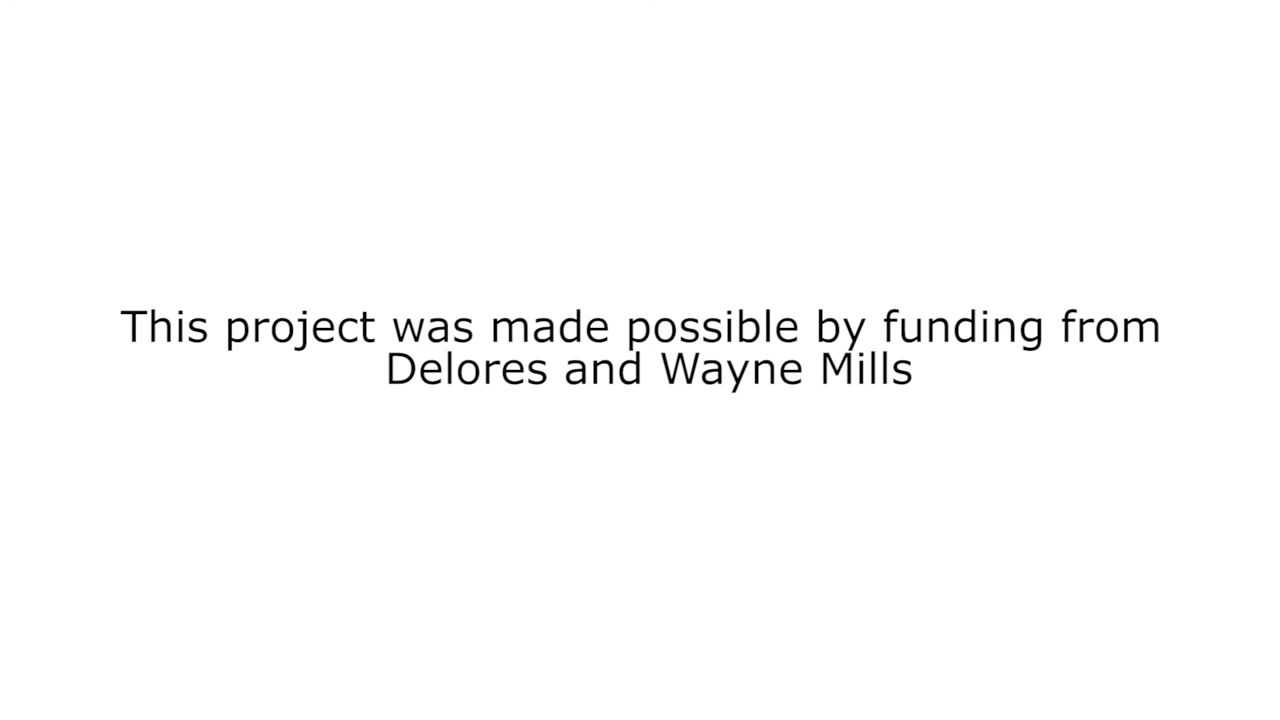 This project was made possible by funding from
Delores and Wayne Mills